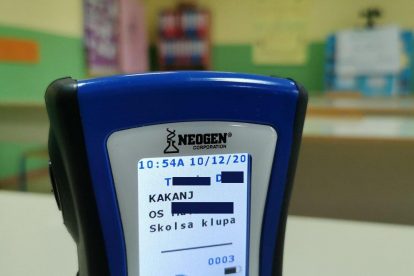 NEOGEN®
CORPORATION
10:54A 10/12/20
KAKANJ
OS
Skolsa klupa
0003